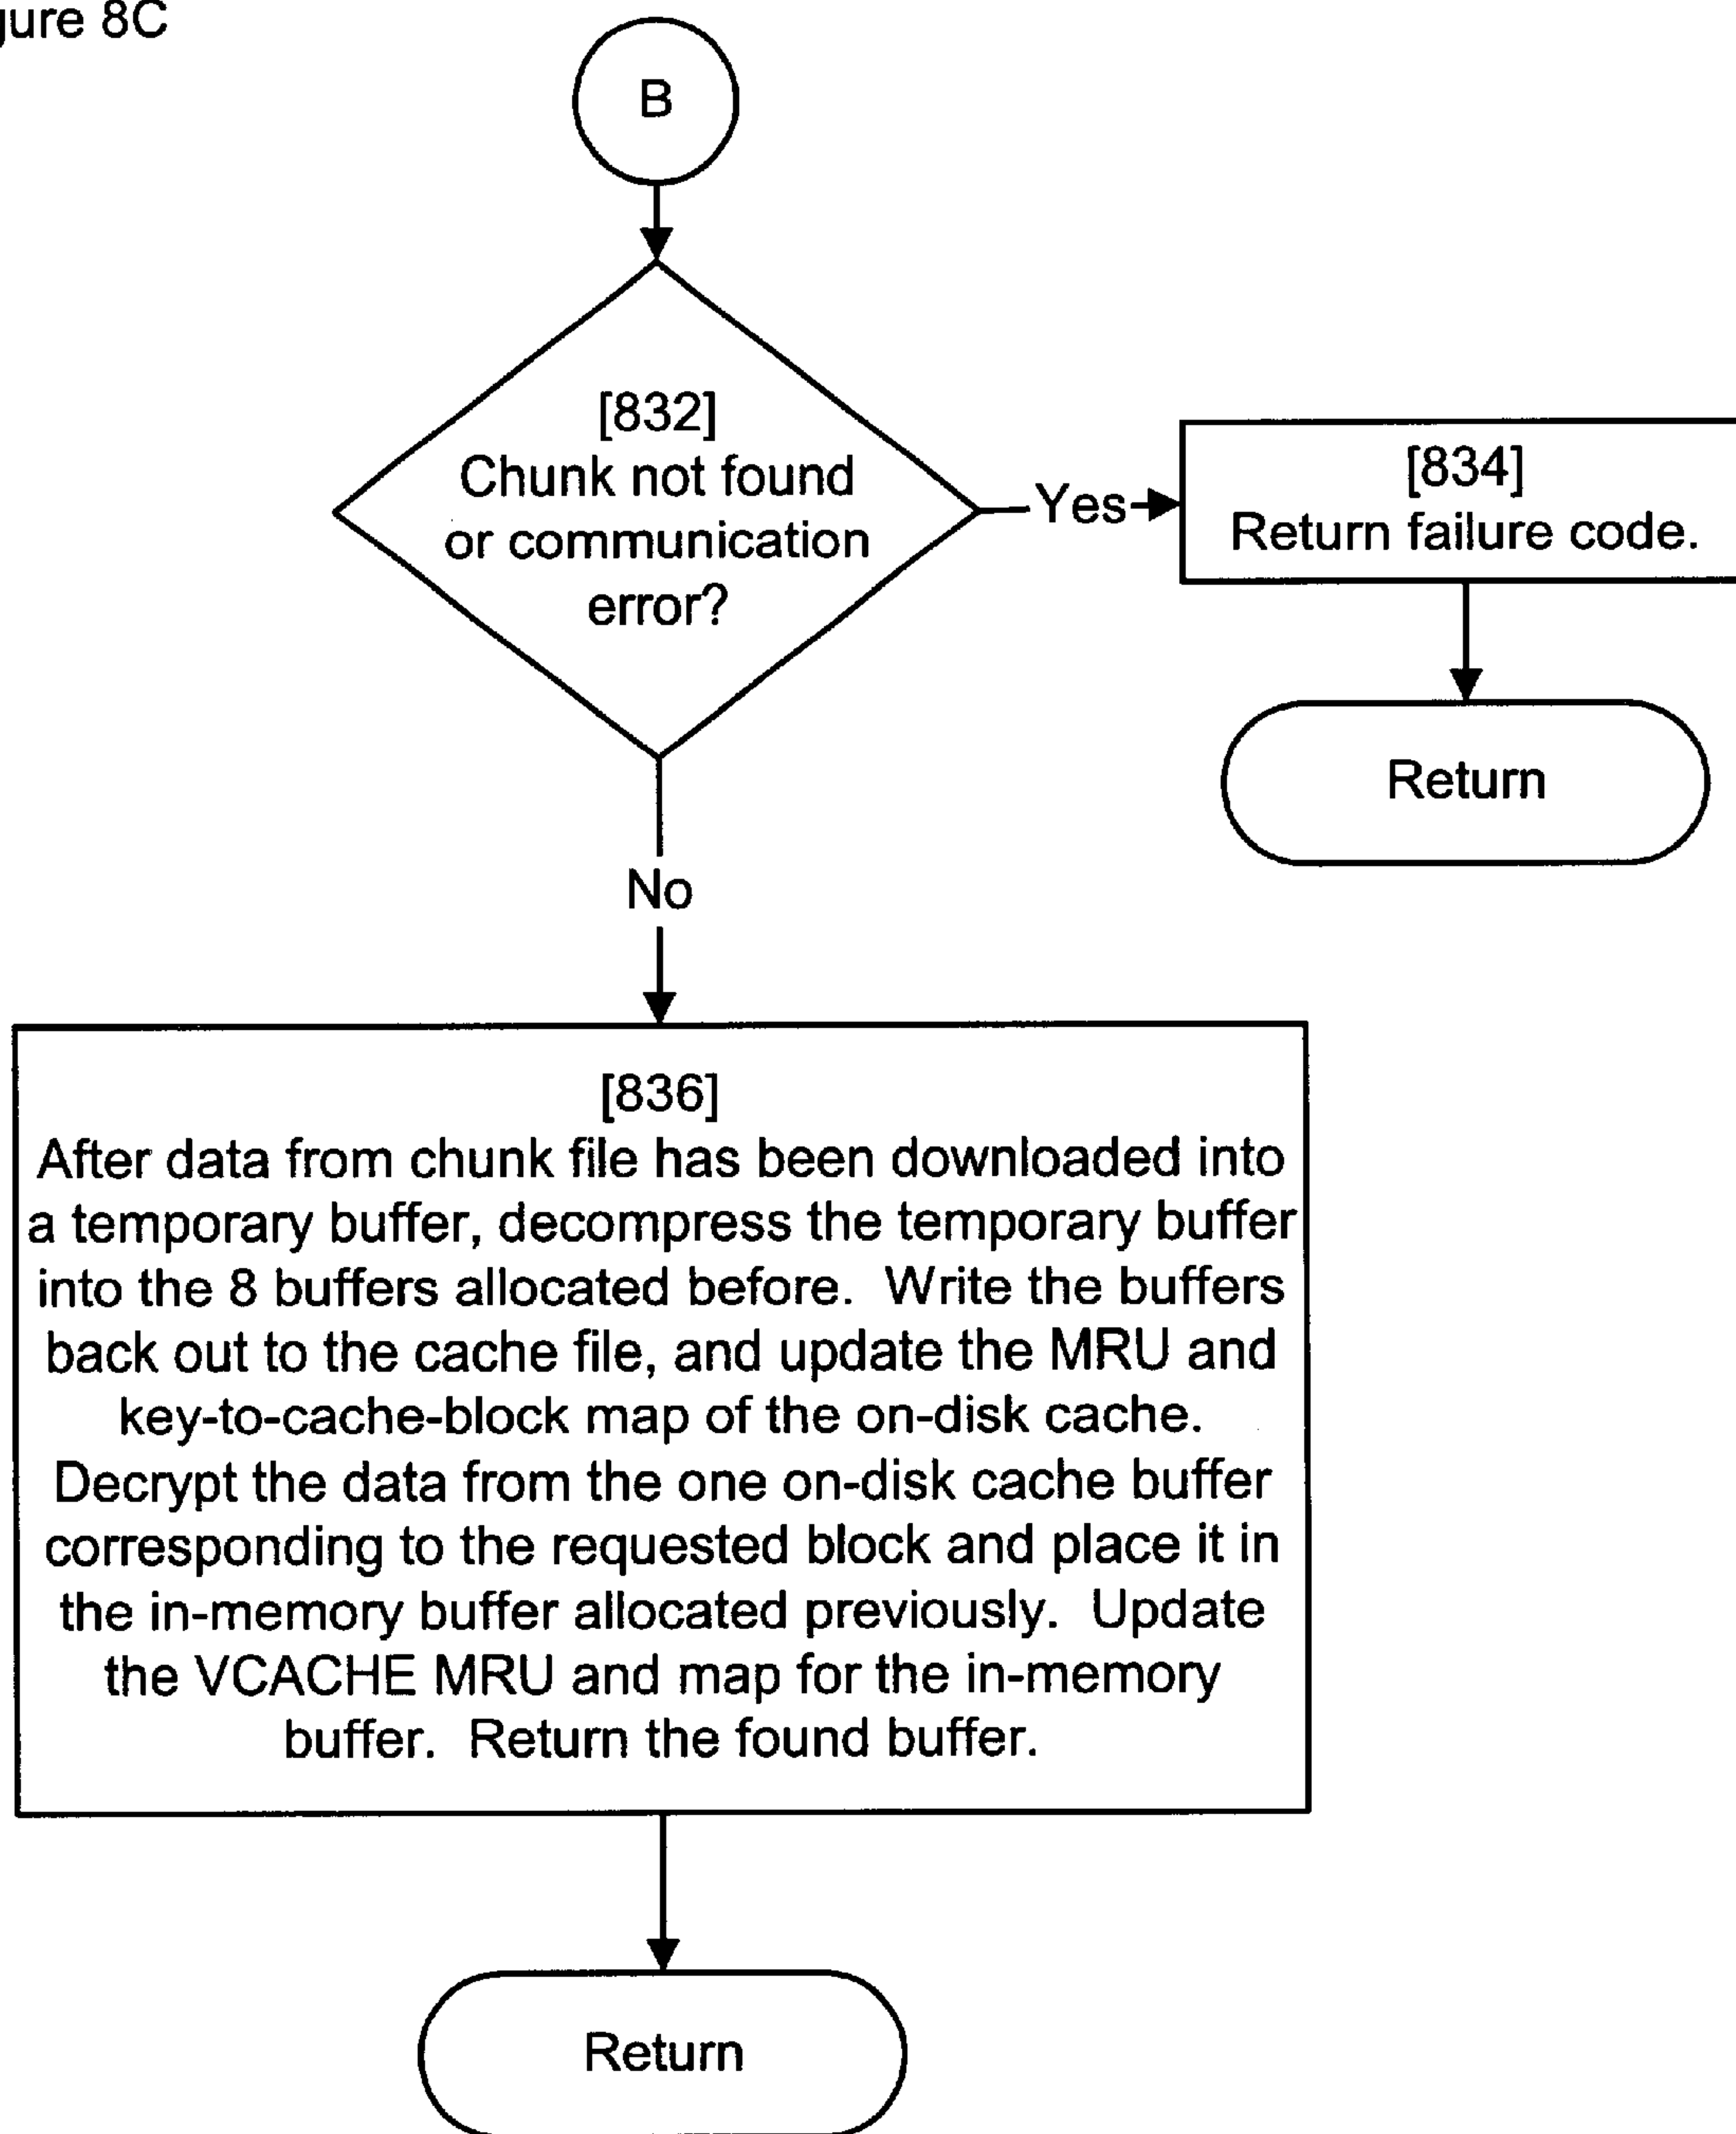 gure 8C
B
[832]
Chunk not found
or communication
error?
Yes
[834]
Return failure code.
Return
No
[836]
After data from chunk file has been downloaded into
a temporary buffer, decompress the temporary buffer
into the 8 buffers allocated before.  Write the buffers
back out to the cache file, and update the MRU and
key-to-cache-block map of the on-disk cache.
Decrypt the data from the one on-disk cache buffer
corresponding to the requested block and place it in
the in-memory buffer allocated previously.  Update
the VCACHE MRU and map for the in-memory
buffer.  Return the found buffer.
Return